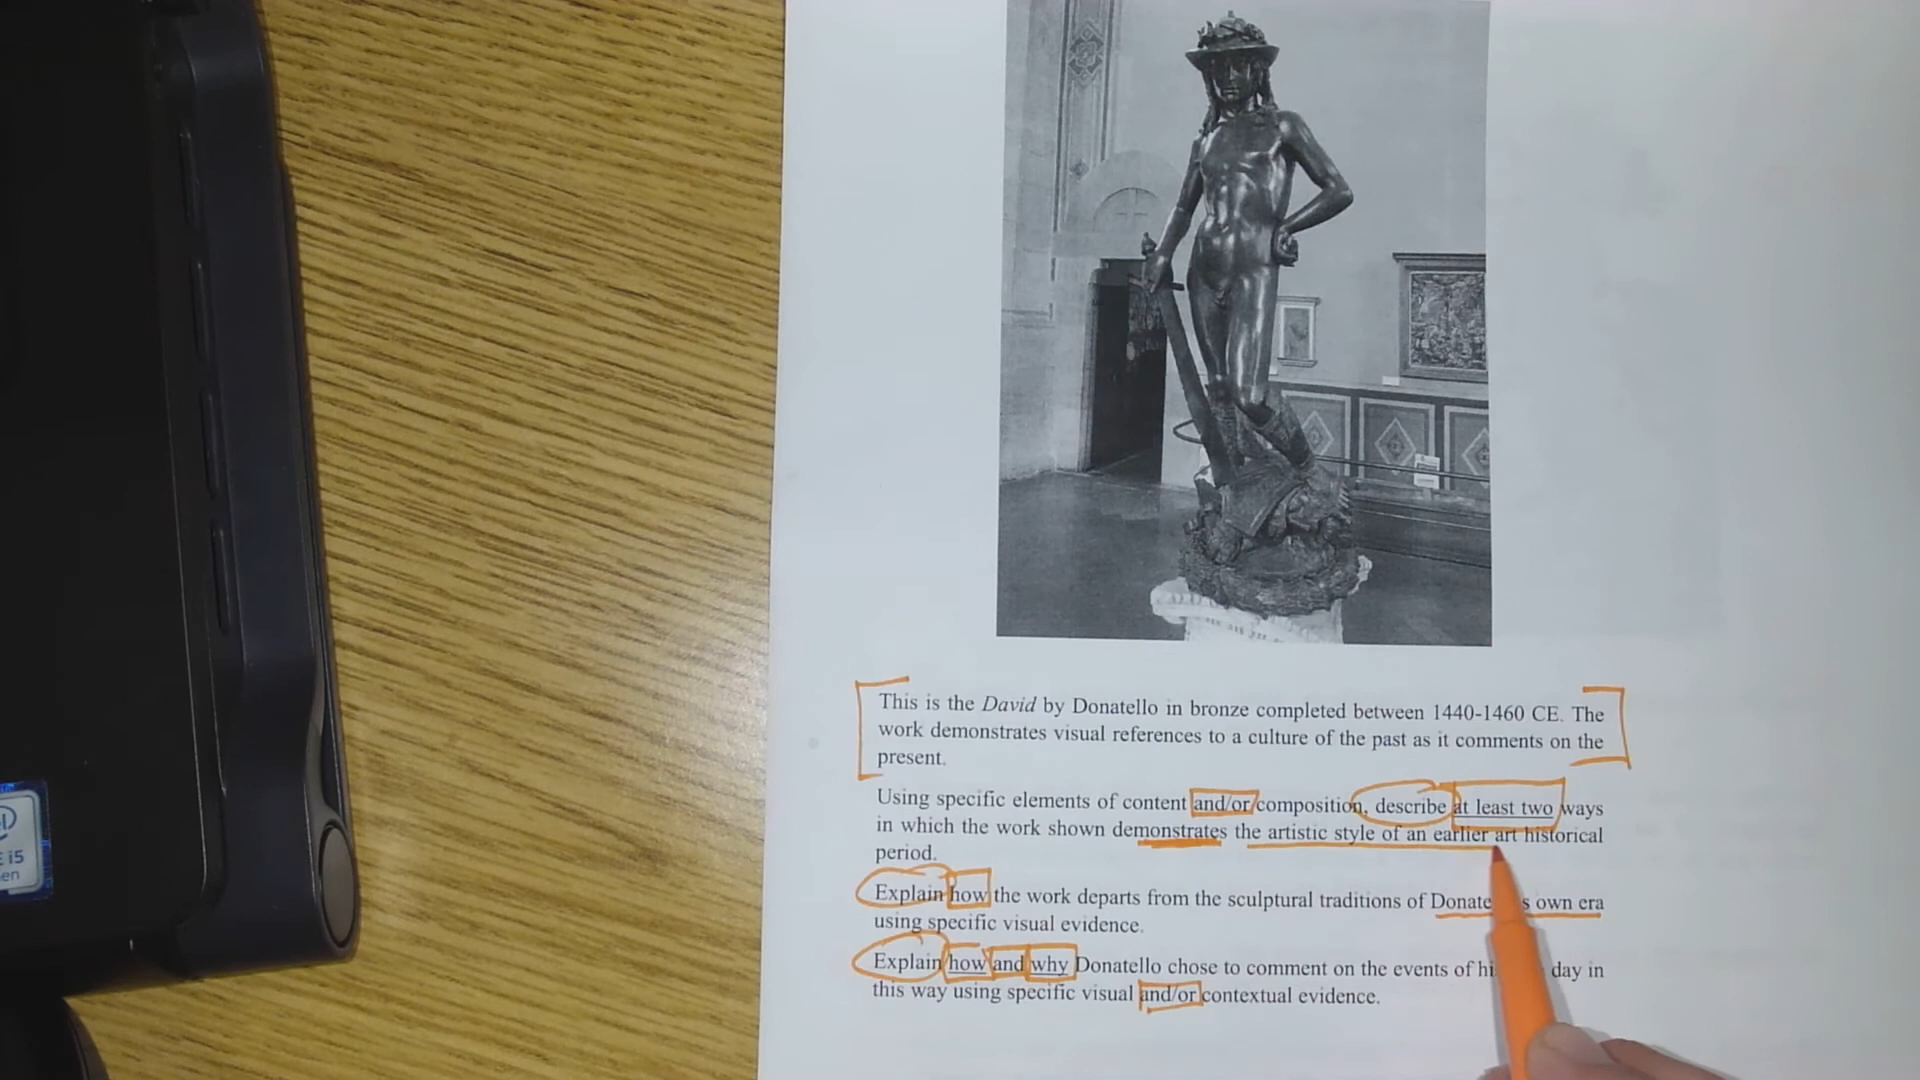 This is the David by Donatello in bronze completed between 1440-1460 CE. The
work demonstrates visual references to a culture of the past as it comments on the
present.
Using specific elements of content and/or composition, describe at least two ways
in which the work shown demonstrates the artistic style of an earlier art historical
period.
Explain how the work departs from the sculptural traditions of Donate s own era
using specific visual evidence.
Explain how and why Donatello chose to comment on the events of hi day in
this way using specific visual and/or contextual evidence.
i5